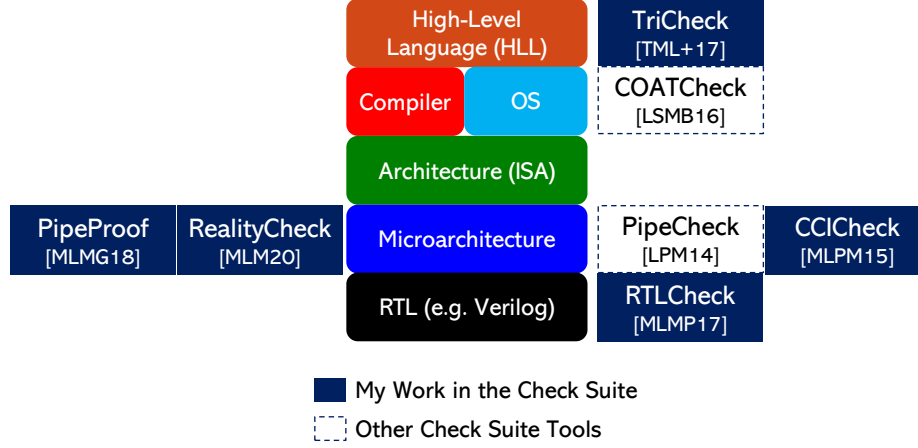 High-Level
Language (HLL)
TriCheck
[TML+17]
Compiler
OS
COATCheck
[LSMB16]
Architecture (ISA)
PipeProof
[MLMG18]
RealityCheck
[MLM20]
Microarchitecture
PipeCheck
[LPM14]
CCICheck
[MLPM15]
RTL (e.g. Verilog)
RTLCheck
[MLMP17]
My Work in the Check Suite
Other Check Suite Tools